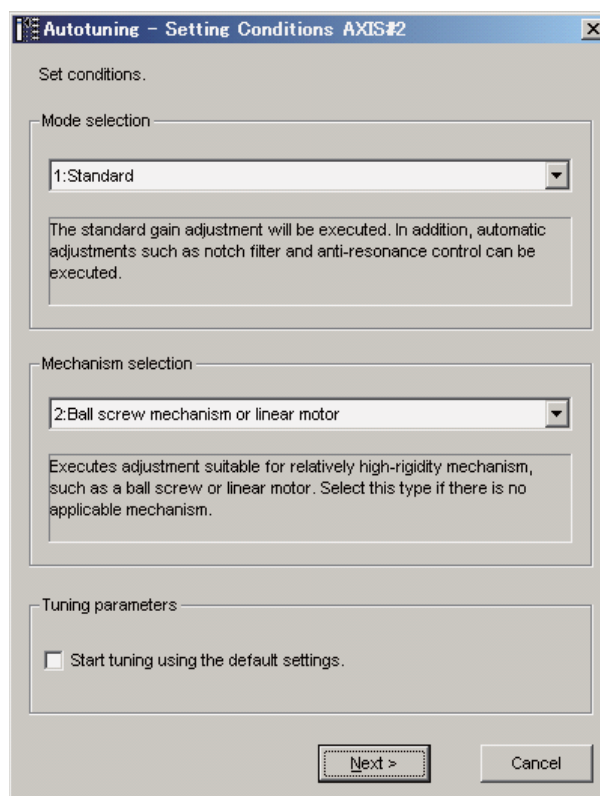 Autotuning - Setting Conditions AXIS#2
Set conditions.
Mode selection
1:Standard
The standard gain adjustment will be executed. In addition, automatic
adjustments such as notch filter and anti-resonance control can be
executed.
Mechanism selection
2:Ball screw mechanism or linear motor
Executes adjustment suitable for relatively high-rigidity mechanism,
such as a ball screw or linear motor. Select this type if there is no
applicable mechanism.
Tuning parameters
Start tuning using the default settings.
Next >
Cancel